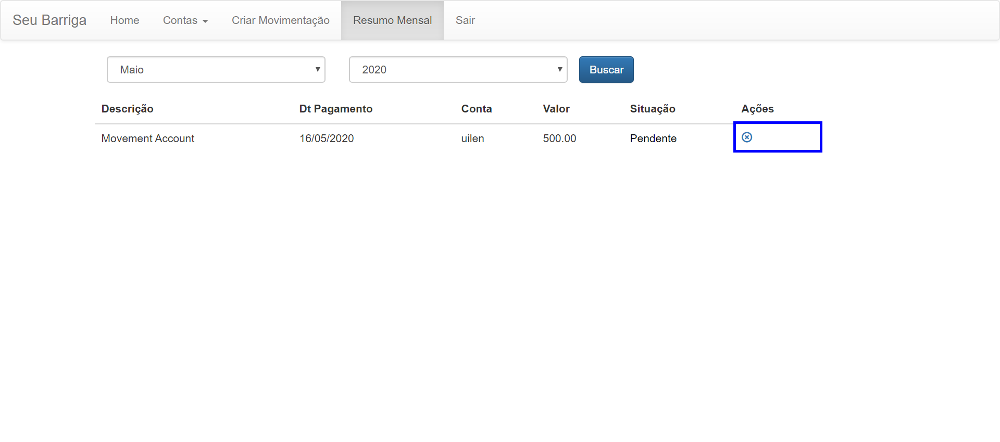 Seu Barriga Home Contas Criar Movimentação Resumo Mensal Sair
Maio 2020 Buscar
Descrição Dt Pagamento Conta Valor Situação Ações
Movement Account 16/05/2020 uilen 500.00 Pendente